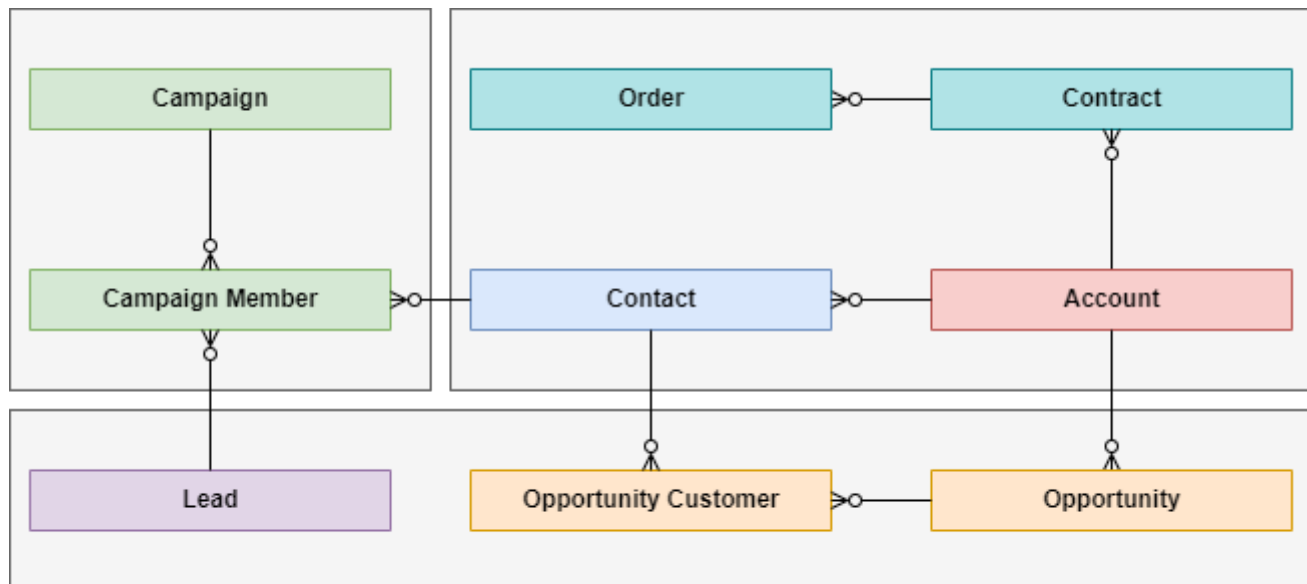 Campaign
Order
Contract
Campaign Member
Contact
Account
Lead
Opportunity Customer
Opportunity